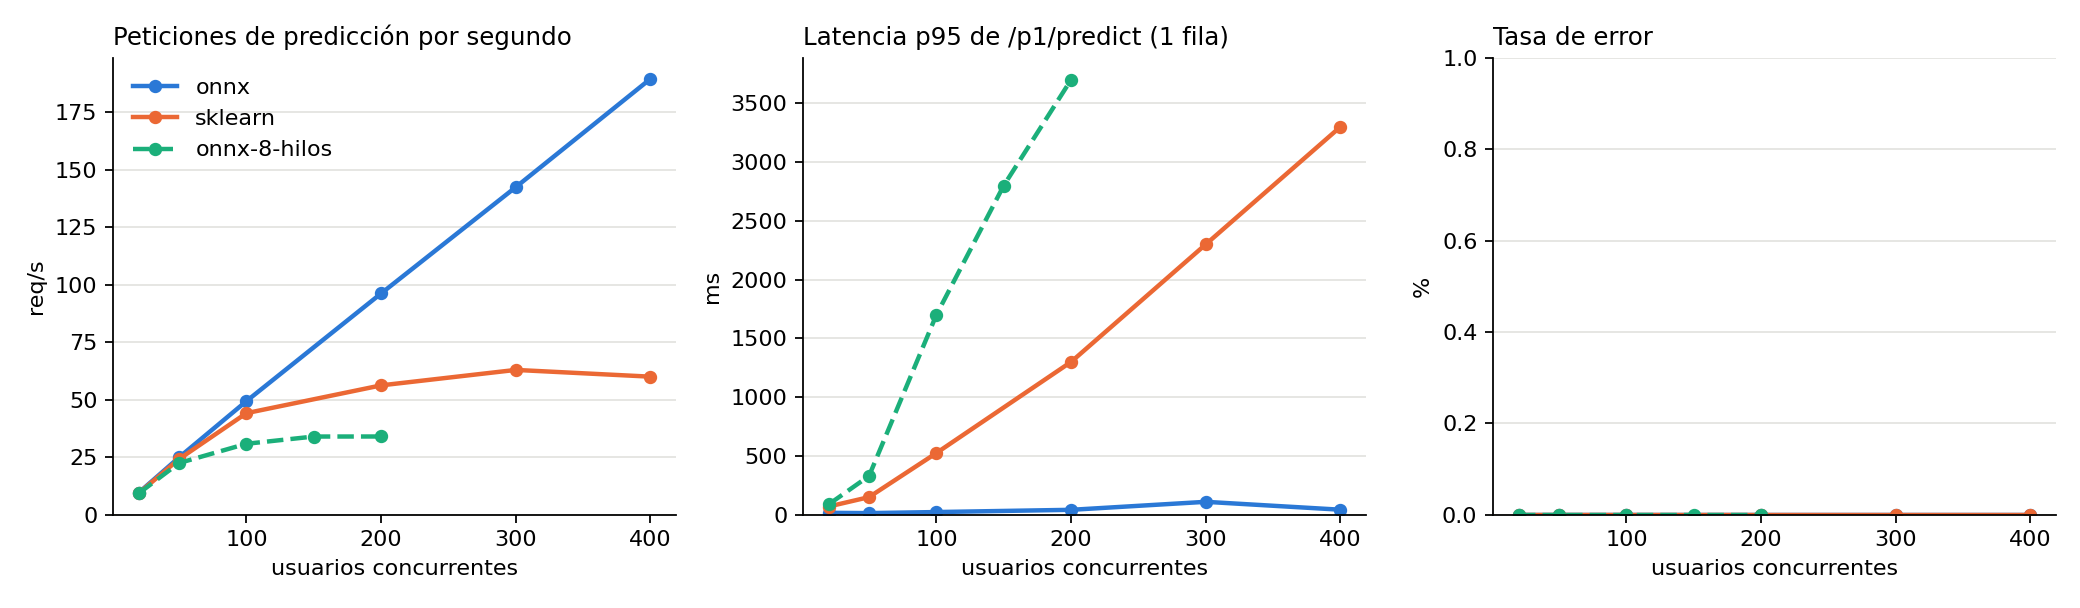 Peticiones de predicción por segundo
req/s
175
150
125
100
75
50
25
0
onnx
sklearn
onnx-8-hilos
100 200 300 400
usuarios concurrentes
Latencia p95 de /p1/predict (1 fila)
ms
3500
3000
2500
2000
1500
1000
500
0
100 200 300 400
usuarios concurrentes
Tasa de error
%
1.0
0.8
0.6
0.4
0.2
0.0
100 200 300 400
usuarios concurrentes